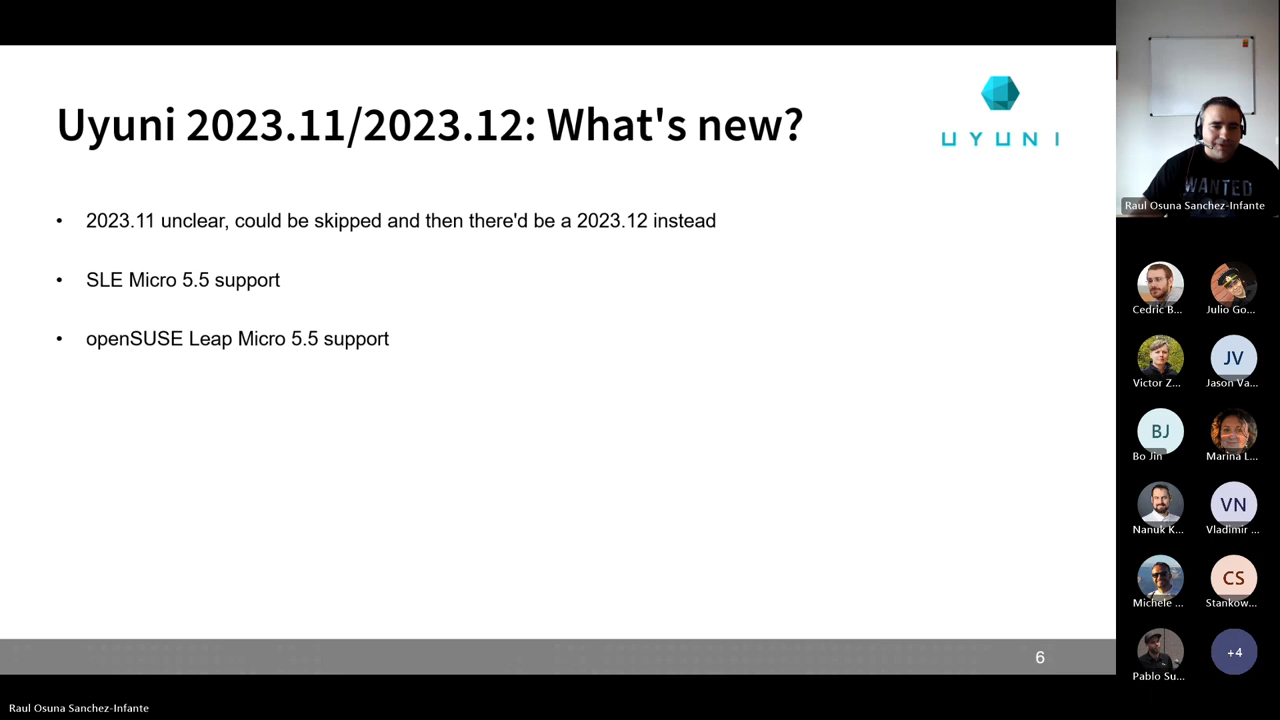 Uyuni 2023.11/2023.12: What's new?
UYUNI
• 2023.11 unclear, could be skipped and then there'd be a 2023.12 instead
• SLE Micro 5.5 support
• openSUSE Leap Micro 5.5 support
6
WANTED
Raul Osuna Sanchez-Infante
Cedric B...
Julio Go...
Victor Z...
JV
Jason Va...
BJ
Bo Jin
Marina L...
Nanuk K...
VN
Vladimir ...
Michele ...
CS
Stankow...
Pablo Su...
+4
Raul Osuna Sanchez-Infante